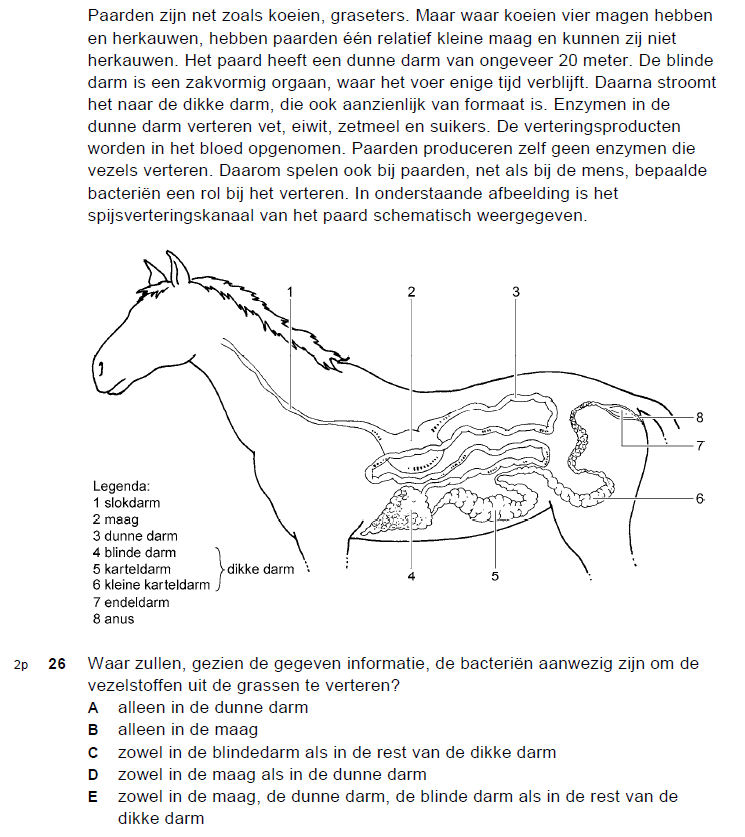 Paarden zijn net zoals koeien, graseters. Maar waar koeien vier magen hebben
en herkauwen, hebben paarden één relatief kleine maag en kunnen zij niet
herkauwen. Het paard heeft een dunne darm van ongeveer 20 meter. De blinde
darm is een zakvormig orgaan, waar het voer enige tijd verblijft. Daarna stroomt
het naar de dikke darm, die ook aanzienlijk van formaat is. Enzymen in de
dunne darm verteren vet, eiwit, zetmeel en suikers. De verteringsproducten
worden in het bloed opgenomen. Paarden produceren zelf geen enzymen die
vezels verteren. Daarom spelen ook bij paarden, net als bij de mens, bepaalde
bacteriën een rol bij het verteren. In onderstaande afbeelding is het
spijsverteringskanaal van het paard schematisch weergegeven.
1 2 3
8
7
6
Legenda:
1 slokdarm
2 maag
3 dunne darm
4 blinde darm
5 karteldarm dikke darm
6 kleine karteldarm
7 endeldarm
8 anus
4 5
2p 26 Waar zullen, gezien de gegeven informatie, de bacteriën aanwezig zijn om de
vezelstoffen uit de grassen te verteren?
A alleen in de dunne darm
B alleen in de maag
C zowel in de blindedarm als in de rest van de dikke darm
D zowel in de maag als in de dunne darm
E zowel in de maag, de dunne darm, de blinde darm als in de rest van de
dikke darm